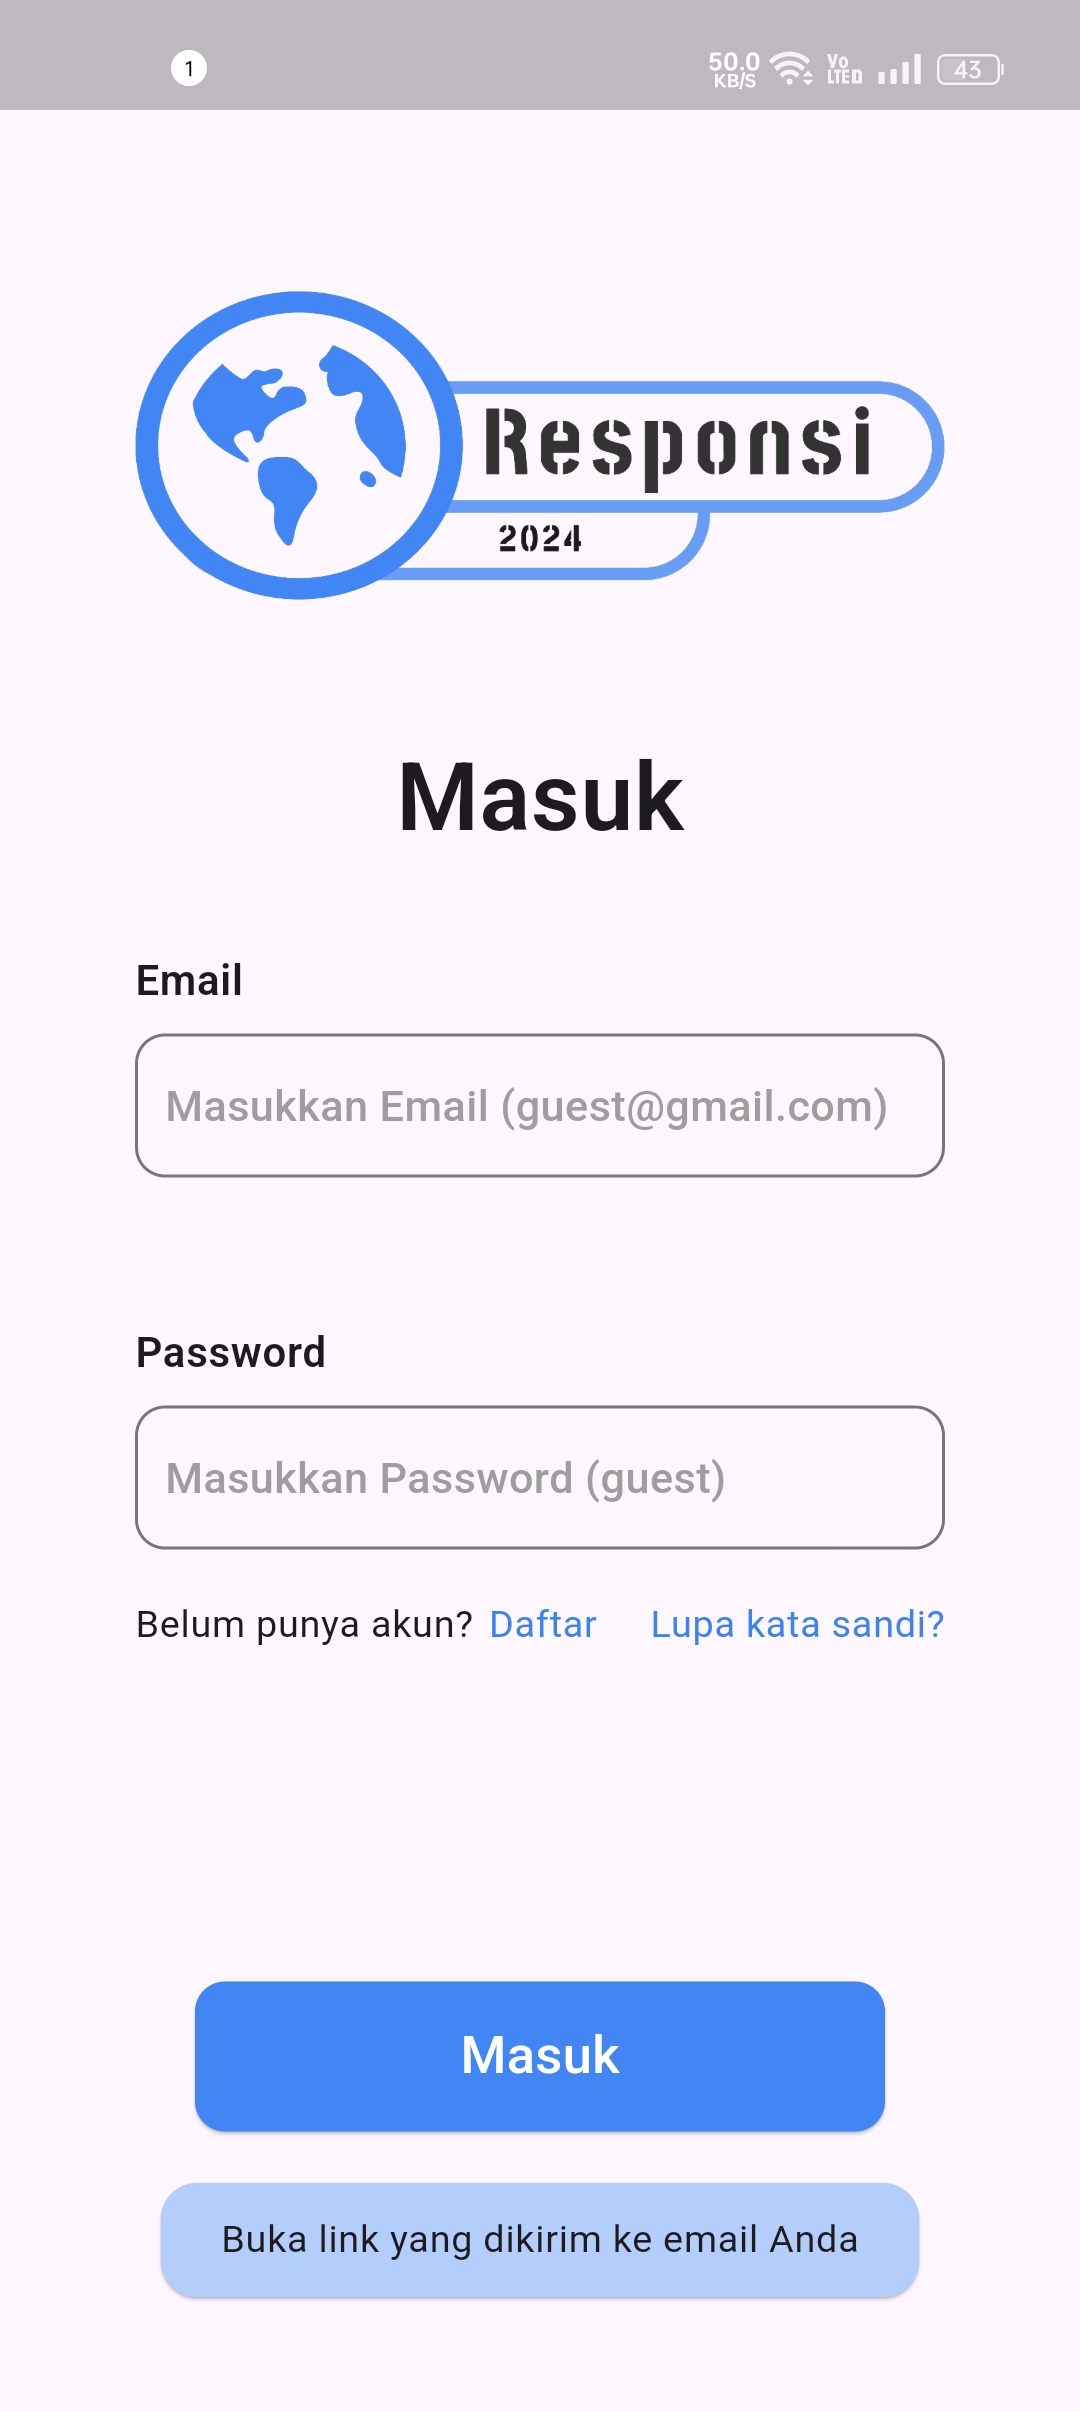 1
50.0
KB/S
Vo
LTED
43
Responsi
2024
Masuk
Email
Masukkan Email (guest@gmail.com)
Password
Masukkan Password (guest)
Belum punya akun? Daftar Lupa kata sandi?
Masuk
Buka link yang dikirim ke email Anda